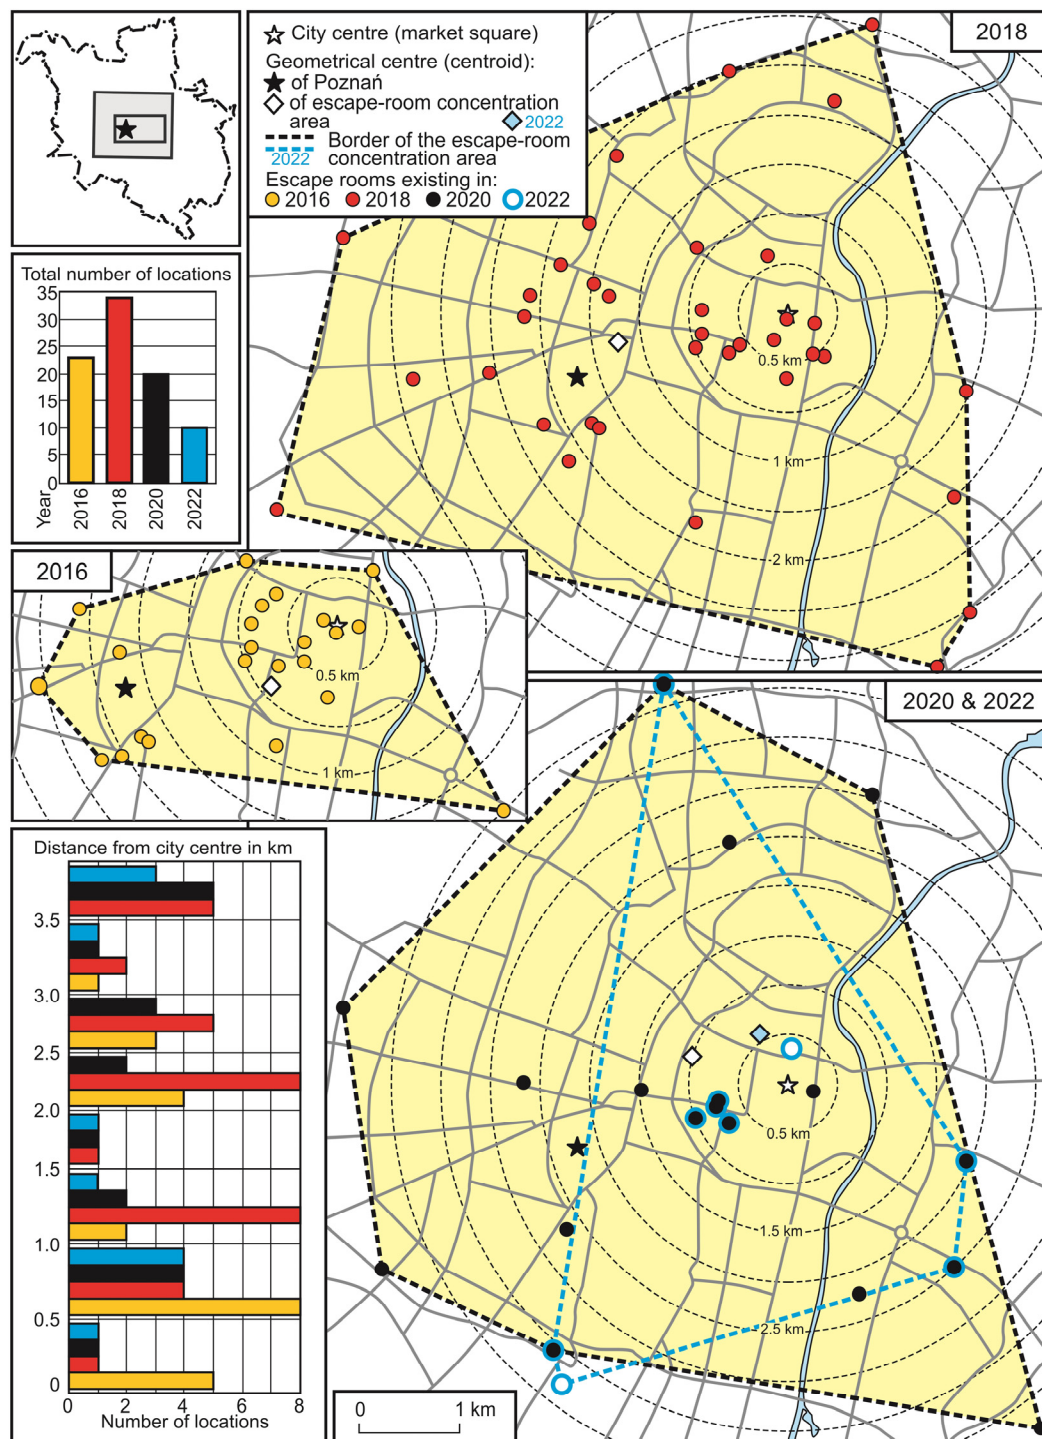 City centre (market square)
Geometrical centre (centroid):
of Poznań
of escape-room concentration
area
2022
Border of the escape-room
2022
concentration area
Escape rooms existing in:
2016
2018
2020
2022
2018
0.5 km
1 km
2 km
Total number of locations
35
30
25
20
15
10
5
0
Year
2016
2018
2020
2022
2016
0.5 km
1 km
2020 & 2022
0.5 km
1.5 km
2.5 km
0
1 km
Distance from city centre in km
3.5
3.0
2.5
2.0
1.5
1.0
0.5
0
0
2
4
6
8
Number of locations